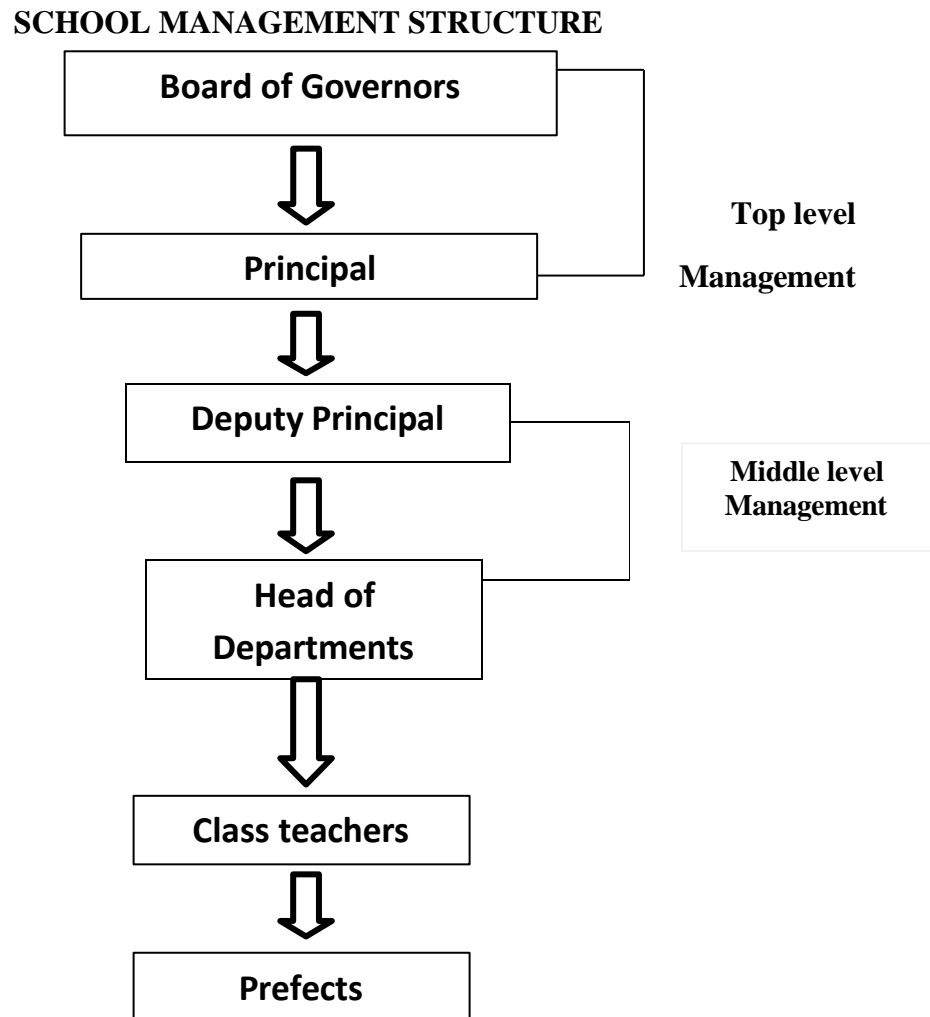 SCHOOL MANAGEMENT STRUCTURE
Board of Governors
Principal
Top level
Management
Deputy Principal
Middle level
Management
Head of
Departments
Class teachers
Prefects